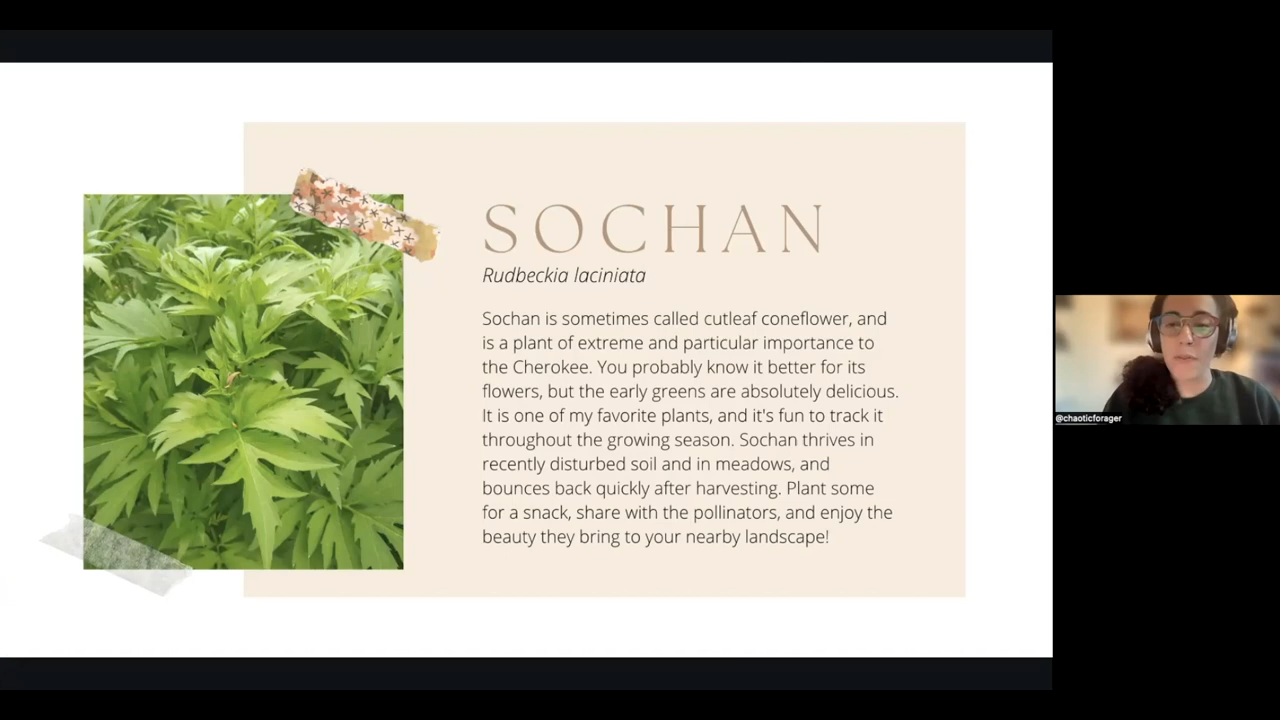 SOCHAN
Rudbeckia laciniata
Sochan is sometimes called cutleaf coneflower, and
is a plant of extreme and particular importance to
the Cherokee. You probably know it better for its
flowers, but the early greens are absolutely delicious.
It is one of my favorite plants, and it's fun to track it
throughout the growing season. Sochan thrives in
recently disturbed soil and in meadows, and
bounces back quickly after harvesting. Plant some
for a snack, share with the pollinators, and enjoy the
beauty they bring to your nearby landscape!
@chaoticforager